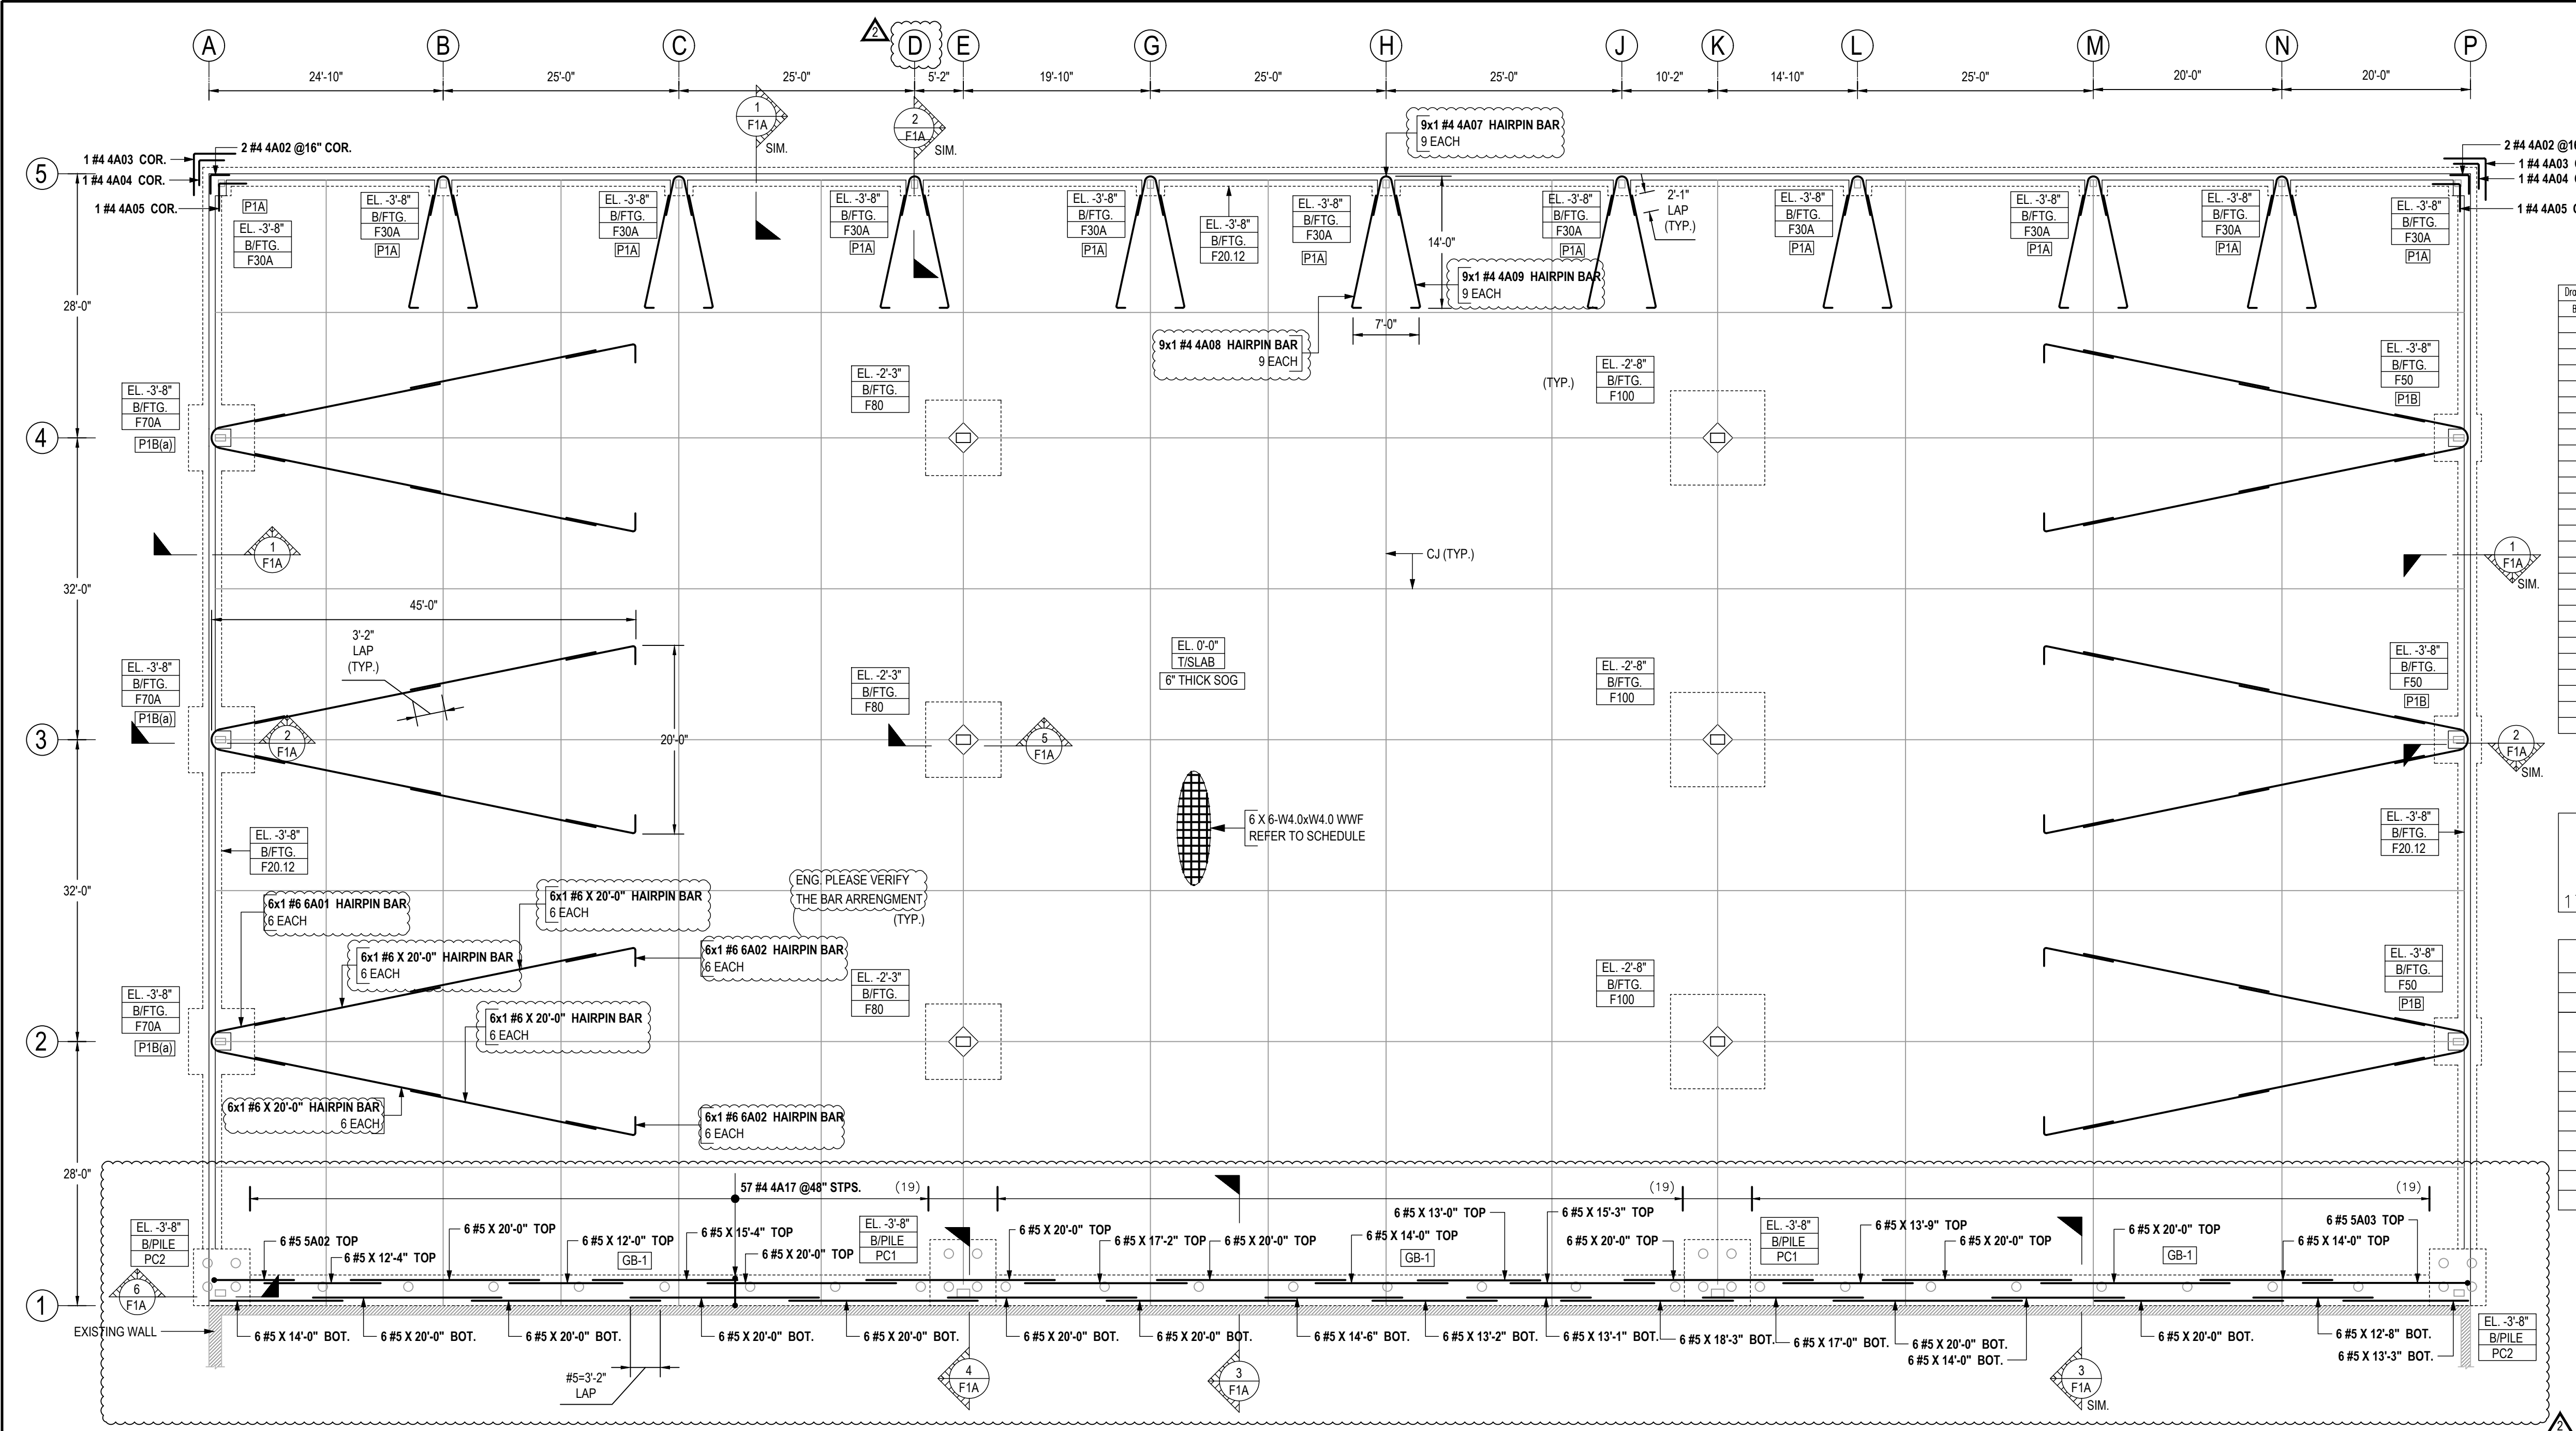 A
B
C
2
D
E
G
H
J
K
L
M
N
P
24'-10"
25'-0"
25'-0"
5'-2"
19'-10"
25'-0"
25'-0"
10'-2"
14'-10"
25'-0"
20'-0"
20'-0"
1
F1A
SIM.
2
F1A
SIM.
9x1 #4 4A07 HAIRPIN BAR
9 EACH
1 #4 4A03 COR.
2 #4 4A02 @16" COR.
1 #4 4A04 COR.
1 #4 4A05 COR.
1 #4 4A03
1 #4 4A04
1 #4 4A05
5
P1A
EL. -3'-8"
B/FTG.
F30A
EL. -3'-8"
B/FTG.
F30A
P1A
EL. -3'-8"
B/FTG.
F30A
P1A
EL. -3'-8"
B/FTG.
F30A
P1A
EL. -3'-8"
B/FTG.
F30A
P1A
EL. -3'-8"
B/FTG.
F20.12
EL. -3'-8"
B/FTG.
F30A
P1A
14'-0"
EL. -3'-8"
B/FTG.
F30A
P1A
2'-1"
LAP
(TYP.)
EL. -3'-8"
B/FTG.
F30A
P1A
EL. -3'-8"
B/FTG.
F30A
P1A
EL. -3'-8"
B/FTG.
F30A
P1A
EL. -3'-8"
B/FTG.
F30A
P1A
9x1 #4 4A09 HAIRPIN BAR
9 EACH
28'-0"
7'-0"
9x1 #4 4A08 HAIRPIN BAR
9 EACH
EL. -3'-8"
B/FTG.
F70A
P1B(a)
EL. -2'-3"
B/FTG.
F80
(TYP.)
EL. -2'-8"
B/FTG.
F100
EL. -3'-8"
B/FTG.
F50
P1B
4
1
F1A
CJ (TYP.)
1
F1A
SIM.
32'-0"
45'-0"
3'-2"
LAP
(TYP.)
EL. -3'-8"
B/FTG.
F70A
P1B(a)
EL. -2'-3"
B/FTG.
F80
EL. 0'-0"
T/SLAB
6" THICK SOG
EL. -2'-8"
B/FTG.
F100
EL. -3'-8"
B/FTG.
F50
P1B
3
2
F1A
20'-0"
5
F1A
2
F1A
SIM.
6 X 6-W4.0xW4.0 WWF
REFER TO SCHEDULE
EL. -3'-8"
B/FTG.
F20.12
EL. -3'-8"
B/FTG.
F20.12
32'-0"
ENG. PLEASE VERIFY
THE BAR ARRENGMENT
(TYP.)
6x1 #6 6A01 HAIRPIN BAR
6 EACH
6x1 #6 X 20'-0" HAIRPIN BAR
6 EACH
6x1 #6 X 20'-0" HAIRPIN BAR
6 EACH
6x1 #6 6A02 HAIRPIN BAR
6 EACH
6x1 #6 X 20'-0" HAIRPIN BAR
6 EACH
EL. -3'-8"
B/FTG.
F70A
P1B(a)
EL. -2'-3"
B/FTG.
F80
EL. -2'-8"
B/FTG.
F100
EL. -3'-8"
B/FTG.
F50
P1B
2
6x1 #6 X 20'-0" HAIRPIN BAR
6 EACH
6x1 #6 6A02 HAIRPIN BAR
6 EACH
28'-0"
57 #4 4A17 @48" STPS.
(19)
(19)
(19)
EL. -3'-8"
B/PILE
PC2
6 #5 5A02 TOP
6 #5 X 12'-4" TOP
6 #5 X 20'-0" TOP
6 #5 X 12'-0" TOP
GB-1
6 #5 X 15'-4" TOP
6 #5 X 20'-0" TOP
EL. -3'-8"
B/PILE
PC1
6 #5 X 20'-0" TOP
6 #5 X 17'-2" TOP
6 #5 X 20'-0" TOP
6 #5 X 13'-0" TOP
6 #5 X 14'-0" TOP
GB-1
6 #5 X 15'-3" TOP
6 #5 X 20'-0" TOP
EL. -3'-8"
B/PILE
PC1
6 #5 X 13'-9" TOP
6 #5 X 20'-0" TOP
6 #5 X 20'-0" TOP
GB-1
6 #5 5A03 TOP
6 #5 X 14'-0" TOP
6
F1A
1
EXISTING WALL
6 #5 X 14'-0" BOT.
6 #5 X 20'-0" BOT.
6 #5 X 20'-0" BOT.
6 #5 X 20'-0" BOT.
6 #5 X 20'-0" BOT.
6 #5 X 20'-0" BOT.
6 #5 X 20'-0" BOT.
6 #5 X 14'-6" BOT.
6 #5 X 13'-2" BOT.
6 #5 X 13'-1" BOT.
6 #5 X 18'-3" BOT.
6 #5 X 17'-0" BOT.
6 #5 X 20'-0" BOT.
6 #5 X 14'-0" BOT.
6 #5 X 20'-0" BOT.
6 #5 X 12'-8" BOT.
6 #5 X 13'-3" BOT.
EL. -3'-8"
B/PILE
PC2
#5=3'-2"
LAP
4
F1A
3
F1A
3
F1A
SIM.
2